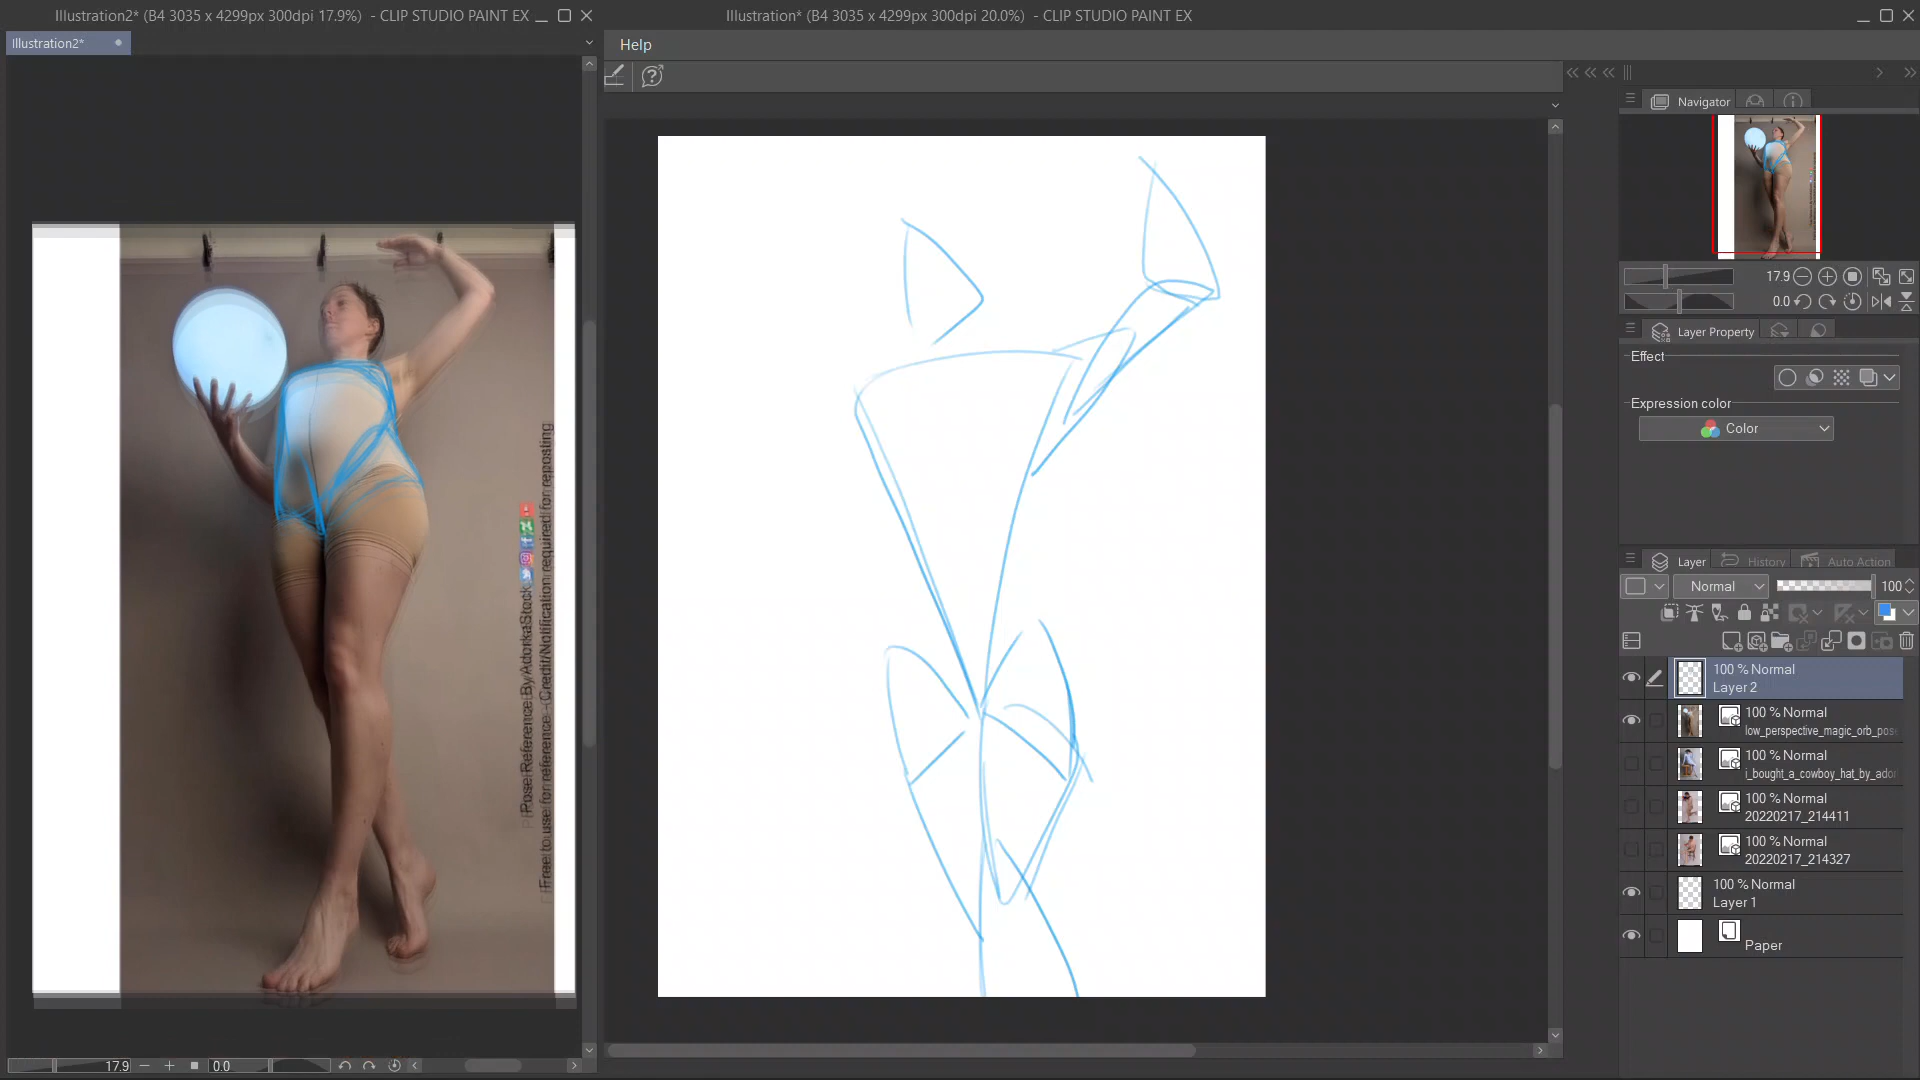 Illustration2* (B4 3035 x 4299px 300dpi 17.9%) - CLIP STUDIO PAINT EX
Illustration* (B4 3035 x 4299px 300dpi 20.0%) - CLIP STUDIO PAINT EX
Illustration2*
Help
Navigator
17.9
0.0
Layer Property
Effect
Expression color
Color
Layer
History
Auto Action
Normal
100
100 % Normal
Layer 2
100 % Normal
low_perspective_magic_orb_pose
100 % Normal
i_bought_a_cowboy_hat_by_ador
100 % Normal
20220217_214411
100 % Normal
20220217_214327
100 % Normal
Layer 1
Paper
Pose Reference By AdorkaStock
Free to use for reference - Credit/Notification required for reposting
17.9
0.0